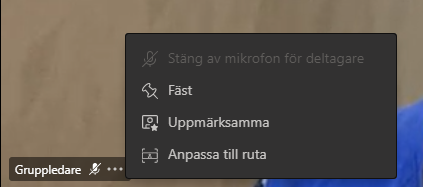 Stäng av mikrofon för deltagare
Fäst
Uppmärksamma
Anpassa till ruta
Gruppledare